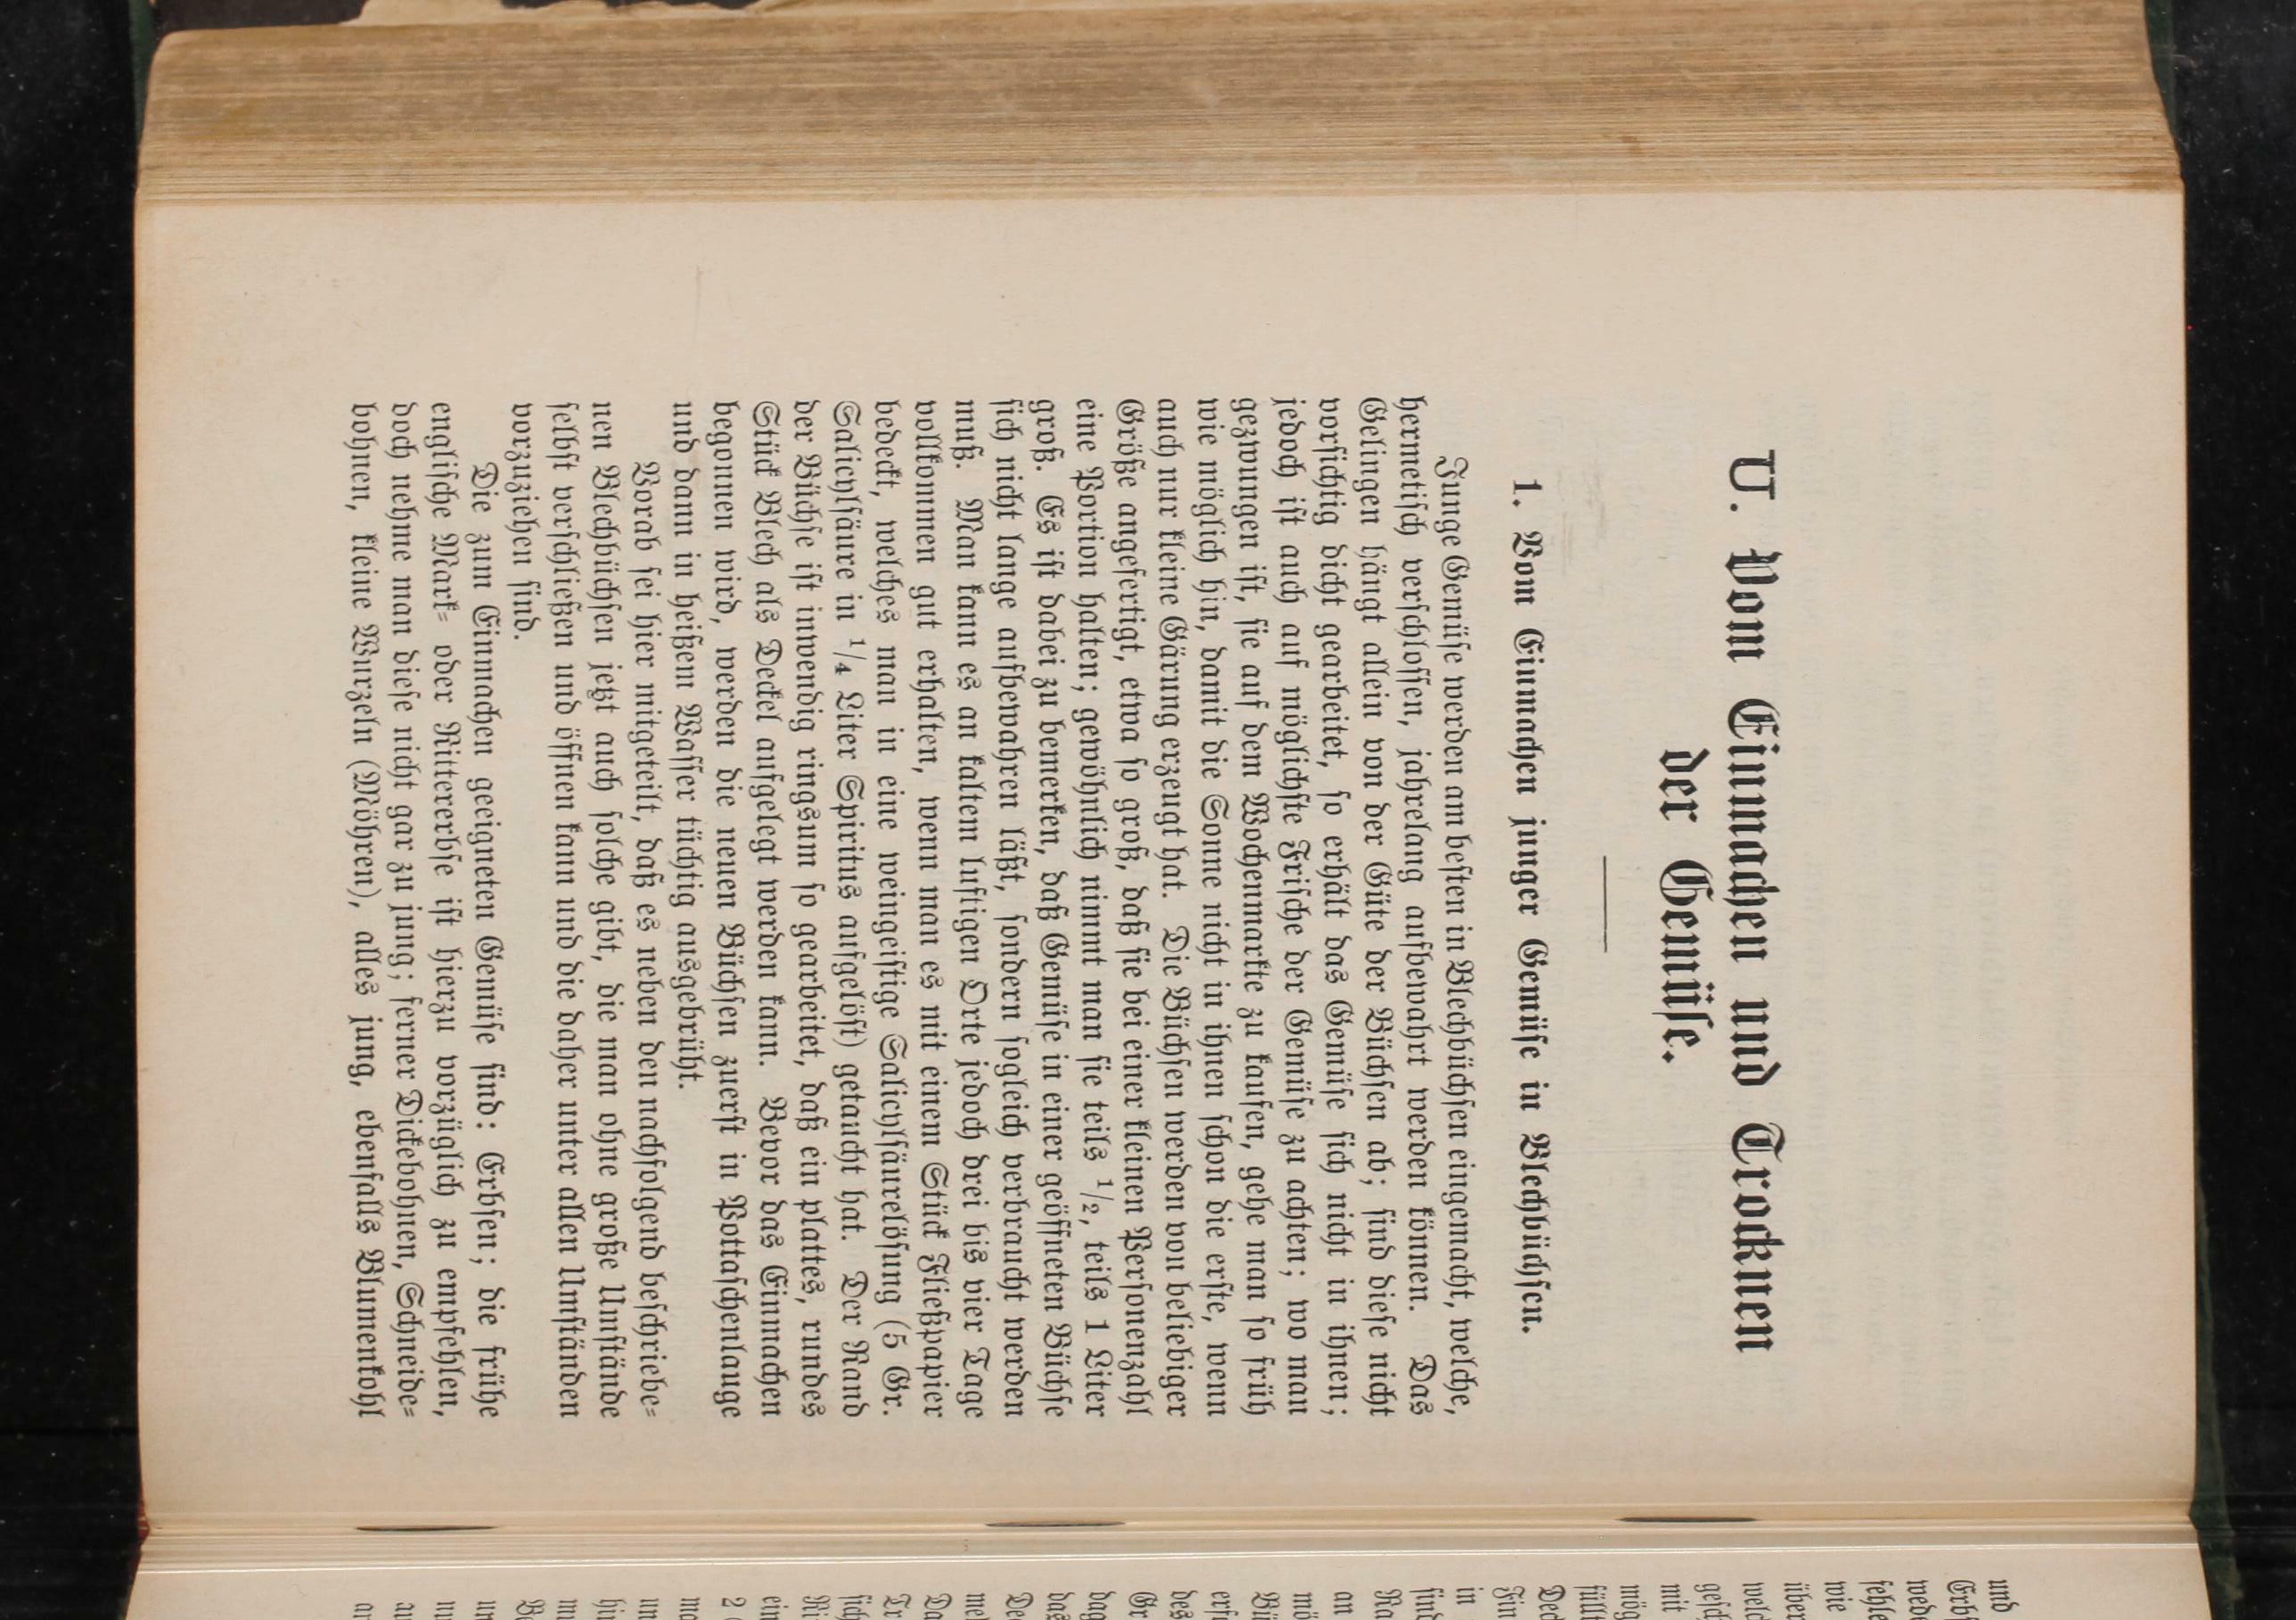 U. Vom Einmachen und Trocknen
der Gemüse.
1. Vom Einmachen junger Gemüse in Blechbüchsen.
Junge Gemüse werden am besten in Blechbüchsen eingemacht, welche,
hermetisch verschlossen, jahrelang aufbewahrt werden können. Das
Gelingen hängt allein von der Güte der Büchsen ab; sind diese nicht
vorsichtig dicht gearbeitet, so erhält das Gemüse sich nicht in ihnen;
jedoch ist auch auf möglichste Frische der Gemüse zu achten; wo man
gezwungen ist, sie auf dem Wochenmarkte zu kaufen, gehe man so früh
wie möglich hin, damit die Sonne nicht in ihnen schon die erste, wenn
auch nur kleine Gärung erzeugt hat. Die Büchsen werden von beliebiger
Größe angefertigt, etwa so groß, daß sie bei einer kleinen Personenzahl
eine Portion halten; gewöhnlich nimmt man sie teils 1/2, teils 1 Liter
groß. Es ist dabei zu bemerken, daß Gemüse in einer geöffneten Büchse
sich nicht lange aufbewahren läßt, sondern sogleich verbraucht werden
muß. Man kann es an kaltem luftigen Orte jedoch drei bis vier Tage
vollkommen gut erhalten, wenn man es mit einem Stück Fließpapier
bedeckt, welches man in eine weingeistige Salicylsäurelösung (5 Gr.
Salicylsäure in 1/4 Liter Spiritus aufgelöst) getaucht hat. Der Rand
der Büchse ist inwendig ringsum so gearbeitet, daß ein plattes, rundes
Stück Blech als Deckel aufgelegt werden kann. Bevor das Einmachen
begonnen wird, werden die neuen Büchsen zuerst in Pottaschenlauge
und dann in heißem Wasser tüchtig ausgebrüht.
Vorab sei hier mitgeteilt, daß es neben den nachfolgend beschriebe-
nen Blechbüchsen jetzt auch solche gibt, die man ohne große Umstände
selbst verschließen und öffnen kann und die daher unter allen Umständen
vorzuziehen sind.
Die zum Einmachen geeigneten Gemüse sind: Erbsen; die frühe
englische Mark- oder Rittererbse ist hierzu vorzüglich zu empfehlen,
doch nehme man diese nicht gar zu jung; ferner Dickebohnen, Schneide-
bohnen, kleine Wurzeln (Möhren), alles jung, ebenfalls Blumenkohl
und